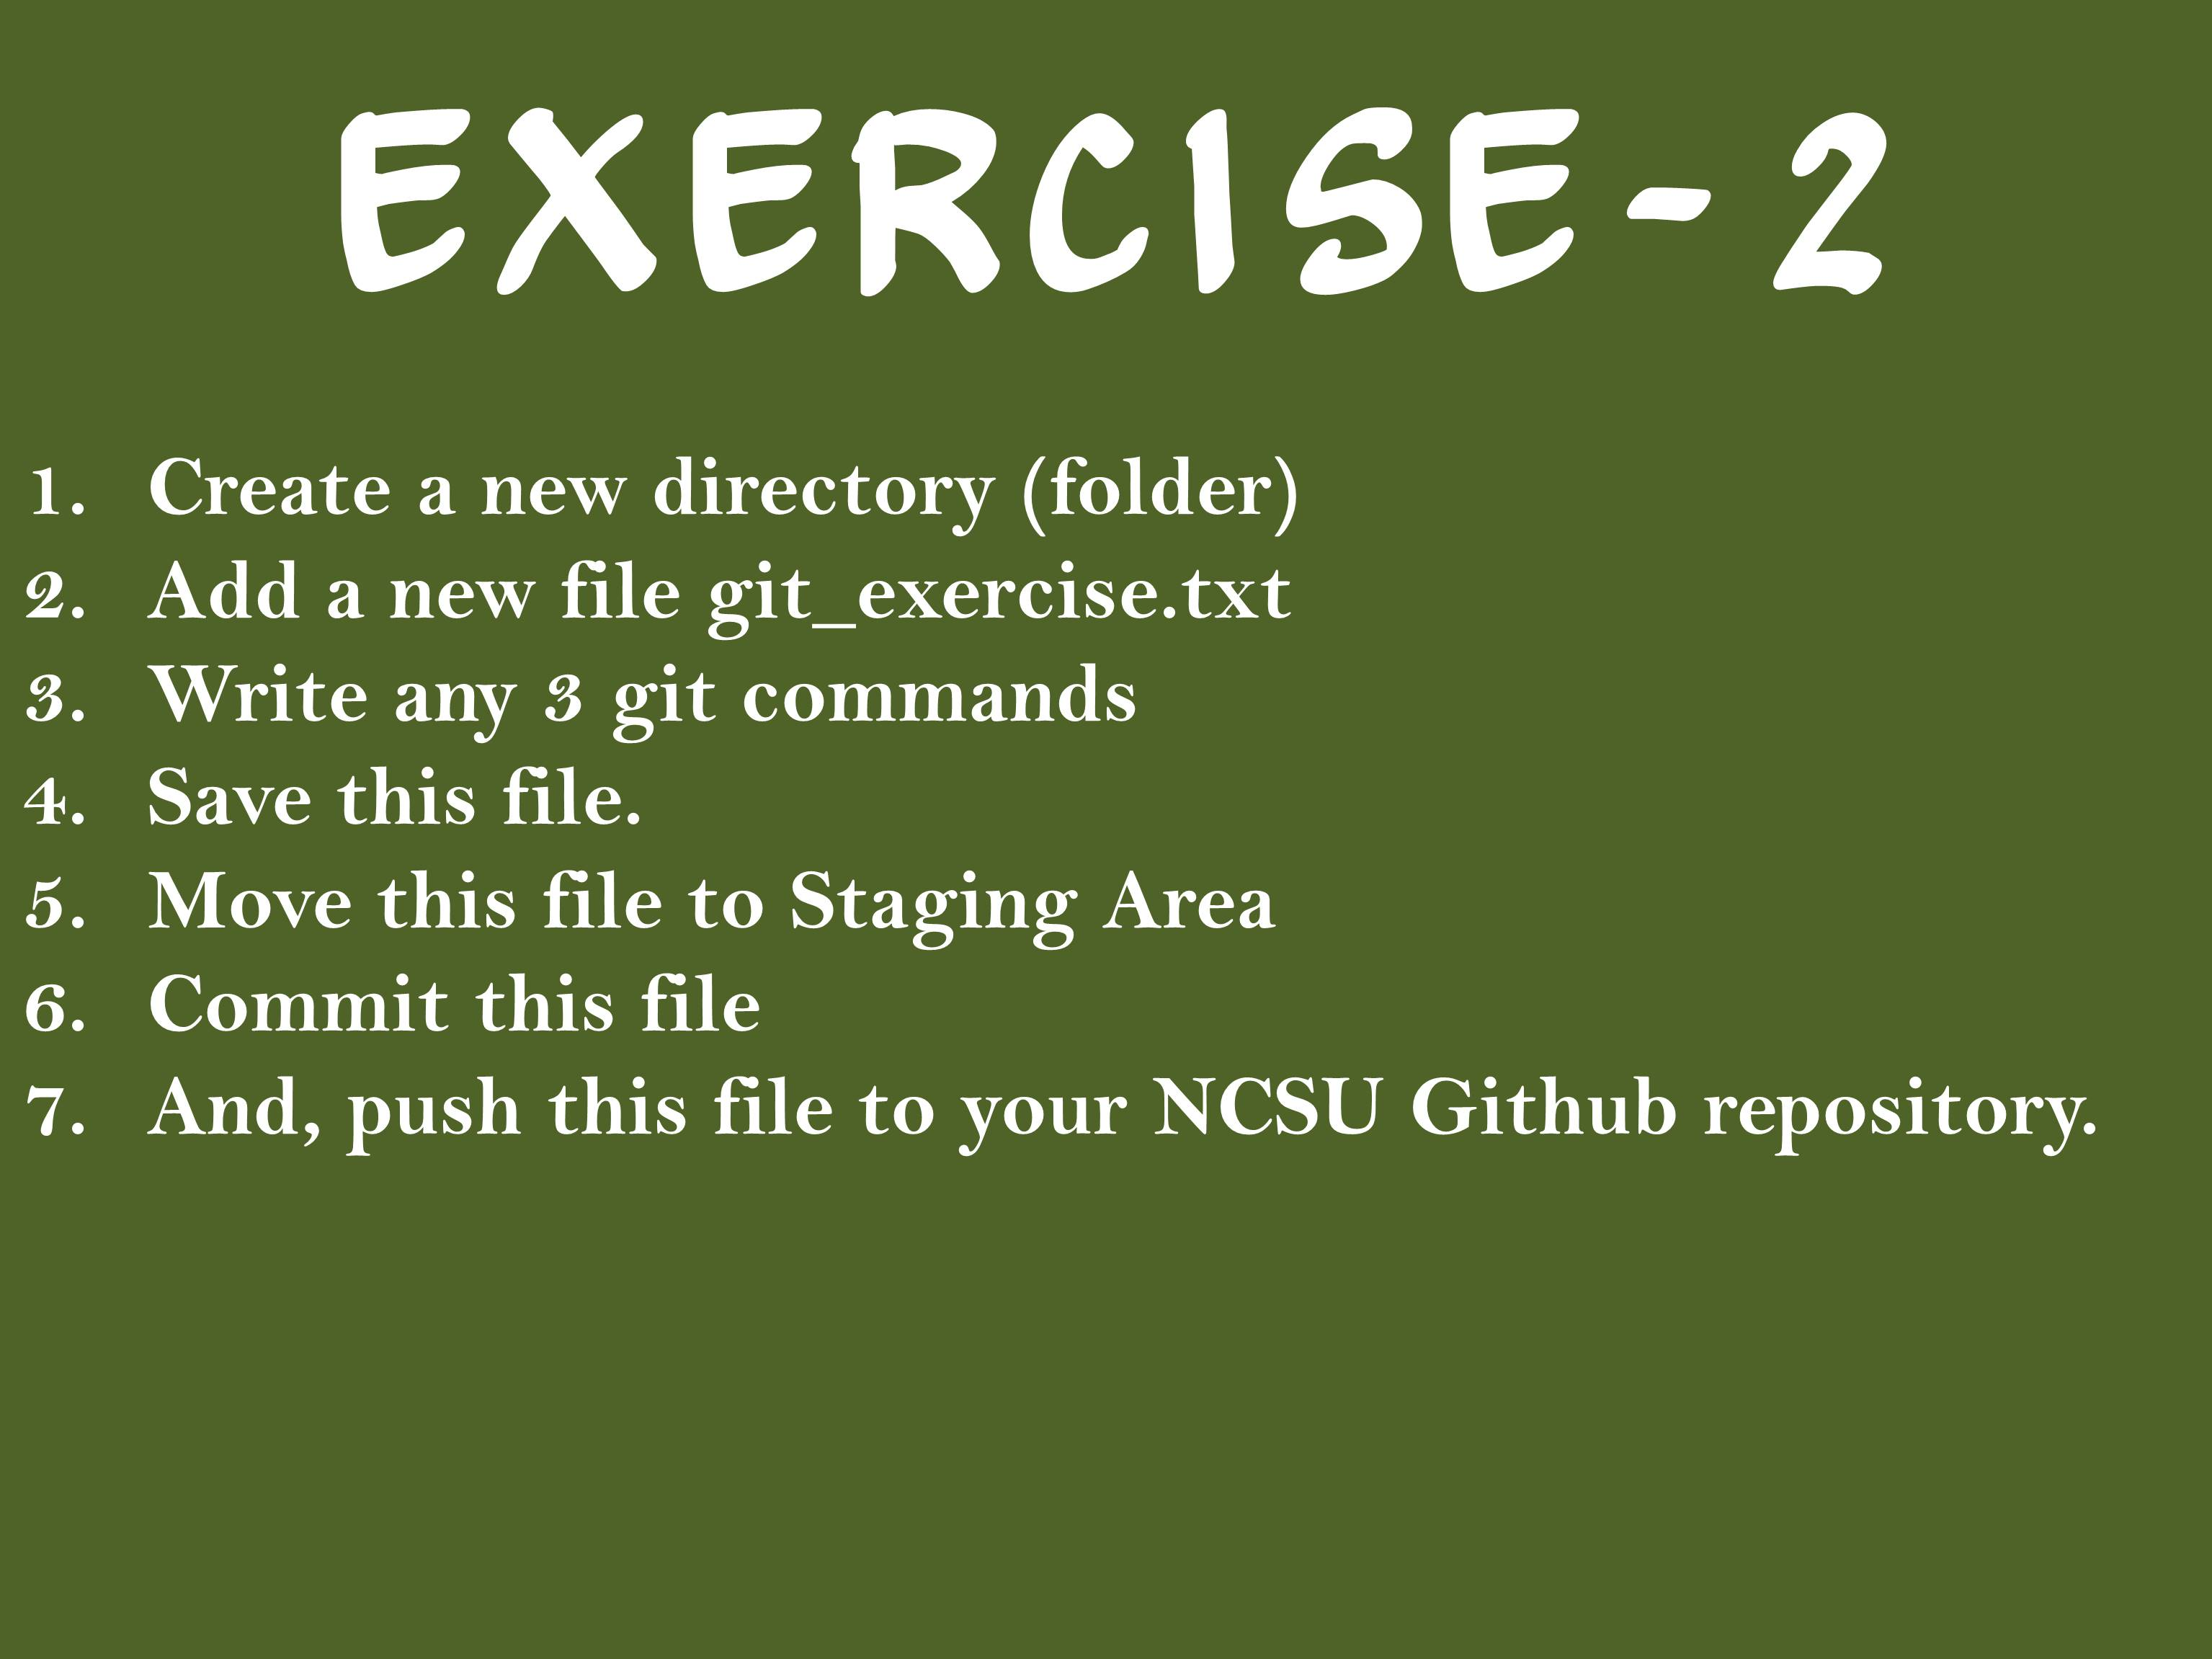 EXERCISE-2
1. Create a new directory (folder)
2. Add a new file git_exercise.txt
3. Write any 3 git commands
4. Save this file.
5. Move this file to Staging Area
6. Commit this file
7. And, push this file to your NCSU Github repository.